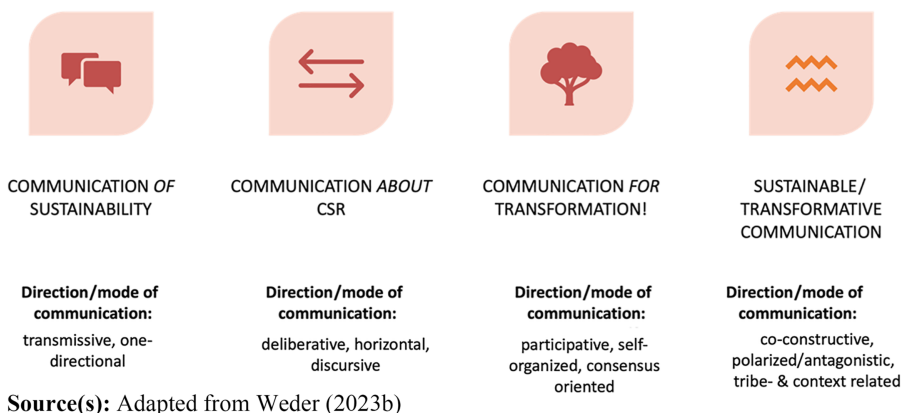 COMMUNICATION OF
SUSTAINABILITY
COMMUNICATION ABOUT
CSR
COMMUNICATION FOR
TRANSFORMATION!
SUSTAINABLE/
TRANSFORMATIVE
COMMUNICATION
Direction/mode of
communication:
transmissive, one-
directional
Direction/mode of
communication:
deliberative, horizontal,
discursive
Direction/mode of
communication:
participative, self-
organized, consensus
oriented
Direction/mode of
communication:
co-constructive,
polarized/antagonistic,
tribe- & context related
Source(s): Adapted from Weder (2023b)